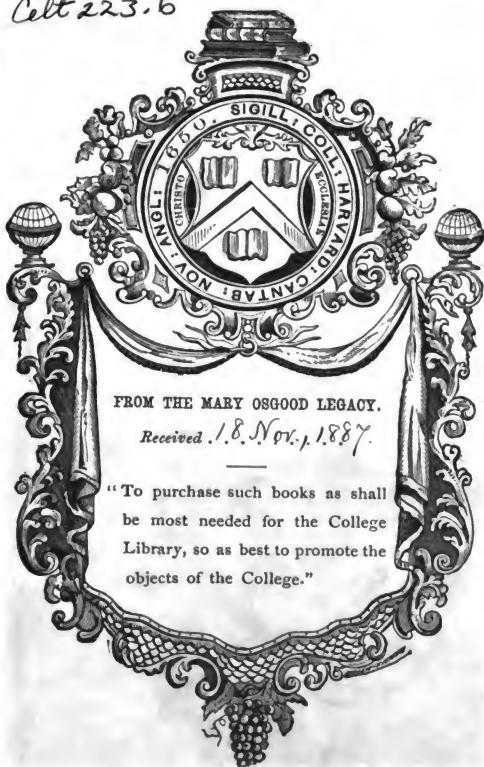 Celt 223.6
SIGILL: COLL: HARVARD: CANTAB: NOV: ANGL: 1650.
CHRISTO
ET
ECCLESIAE
FROM THE MARY OSGOOD LEGACY.
Received 18. Nov., 1887.
"To purchase such books as shall
be most needed for the College
Library, so as best to promote the
objects of the College."